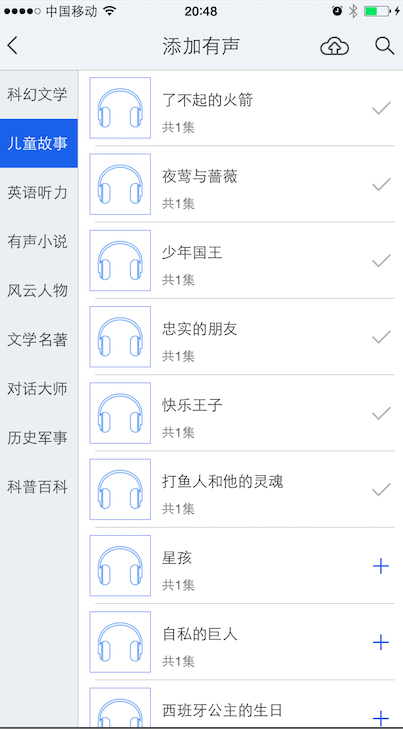 中国移动 20:48
添加有声
科幻文学
儿童故事
英语听力
有声小说
风云人物
文学名著
对话大师
历史军事
科普百科
了不起的火箭
共1集
夜莺与蔷薇
共1集
少年国王
共1集
忠实的朋友
共1集
快乐王子
共1集
打鱼人和他的灵魂
共1集
星孩
共1集
自私的巨人
共1集
西班牙公主的生日